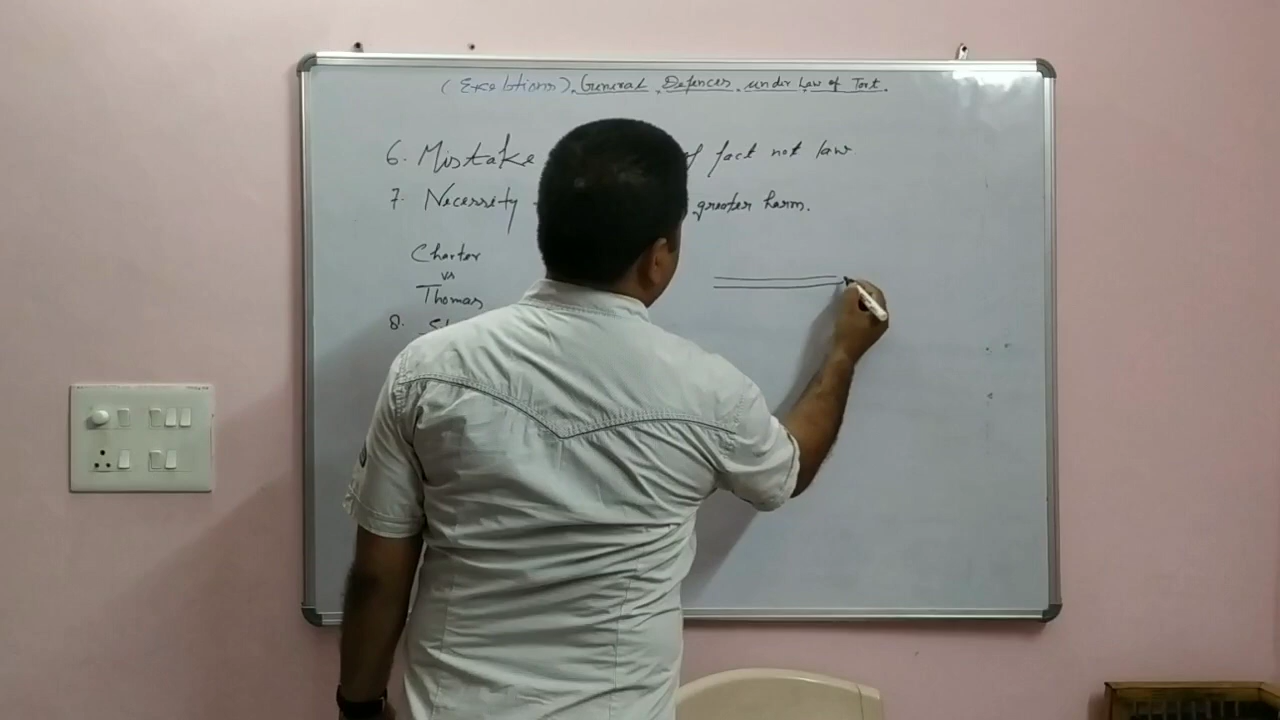 (Exceptions) General Defences under Law of Tort.
6. Mistake of fact not law.
7. Necessity - greater harm.
Charter
vs
Thomas
8. St